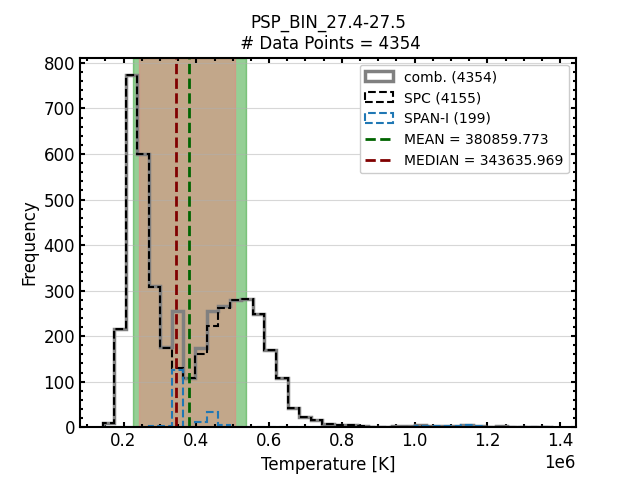 PSP_BIN_27.4-27.5
# Data Points = 4354
800
700
600
500
400
300
200
100
0
Frequency
comb. (4354)
SPC (4155)
SPAN-I (199)
MEAN = 380859.773
MEDIAN = 343635.969
0.2 0.4 0.6 0.8 1.0 1.2 1.4
1e6
Temperature [K]